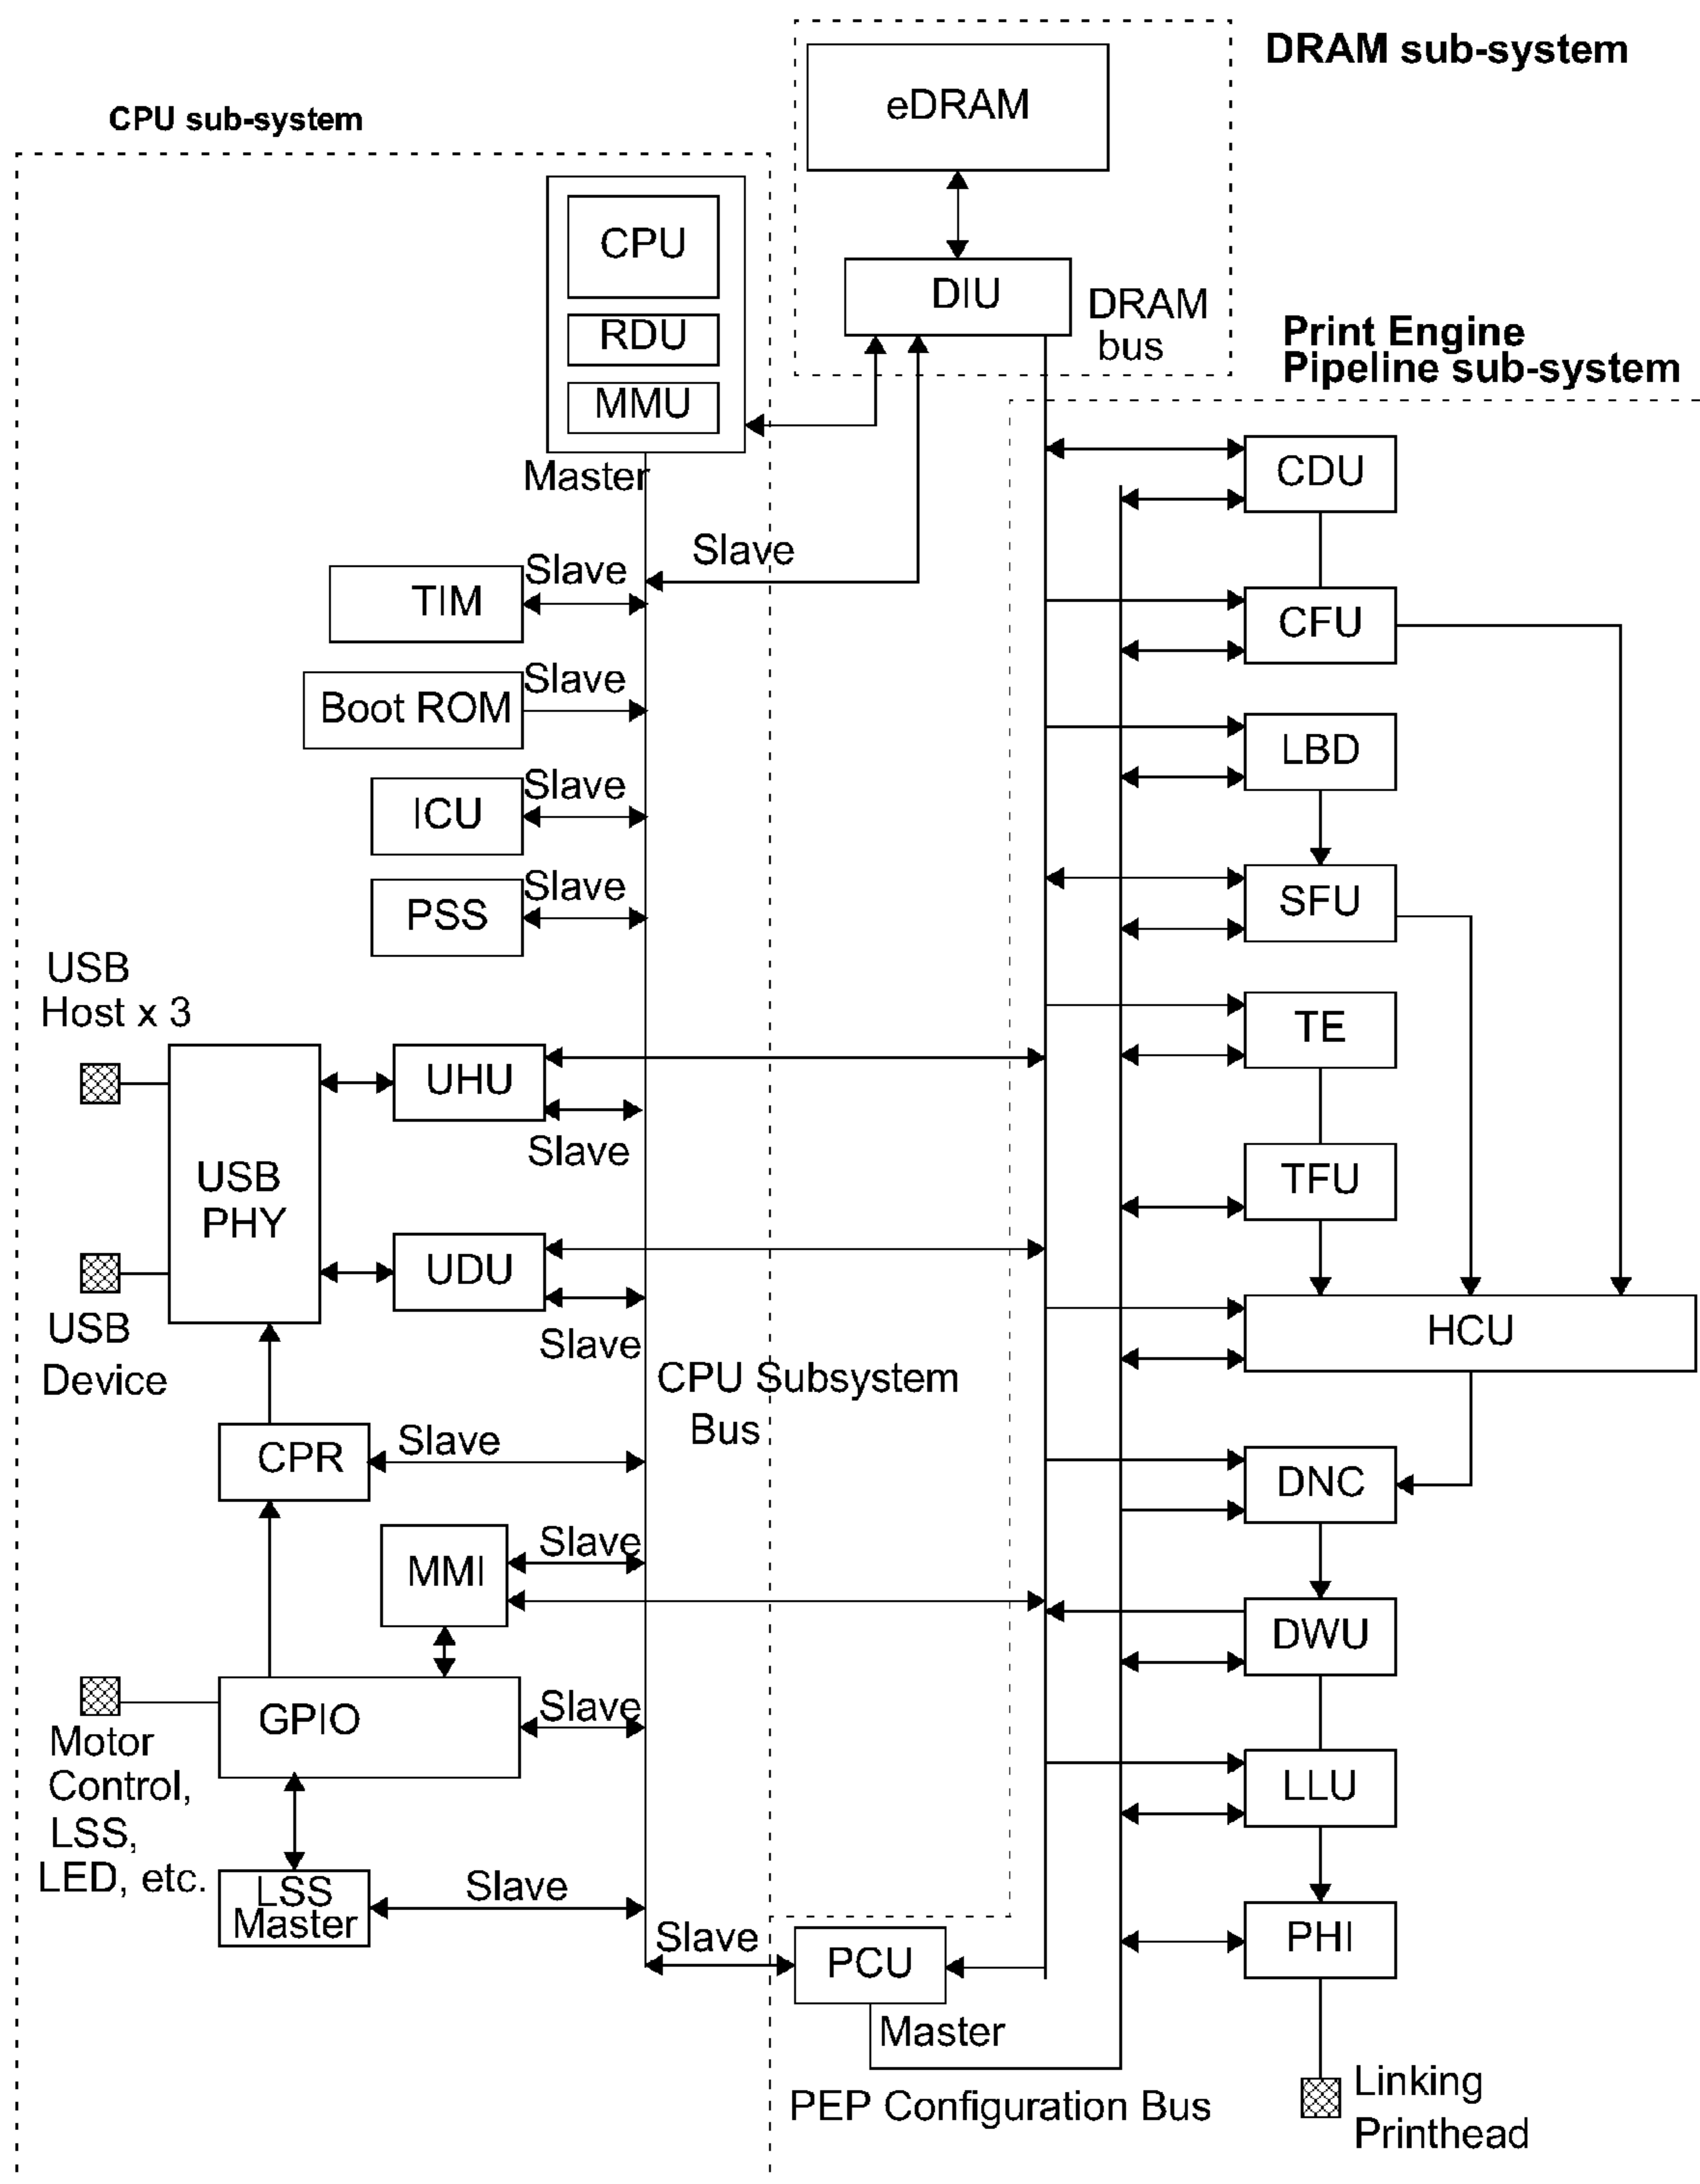 DRAM sub-system
eDRAM
CPU sub-system
CPU
DIU
DRAM
bus
RDU
Print Engine
Pipeline sub-system
MMU
Master
CDU
Slave
Slave
TIM
CFU
Slave
Boot ROM
LBD
Slave
ICU
Slave
PSS
SFU
USB
Host x 3
TE
UHU
Slave
USB
PHY
TFU
UDU
USB
Device
Slave
HCU
CPU Subsystem
Bus
Slave
CPR
DNC
Slave
MMI
DWU
Slave
GPIO
Motor
Control,
LSS,
LED, etc.
LLU
Slave
LSS
Master
Slave
PCU
PHI
Master
PEP Configuration Bus
Linking
Printhead